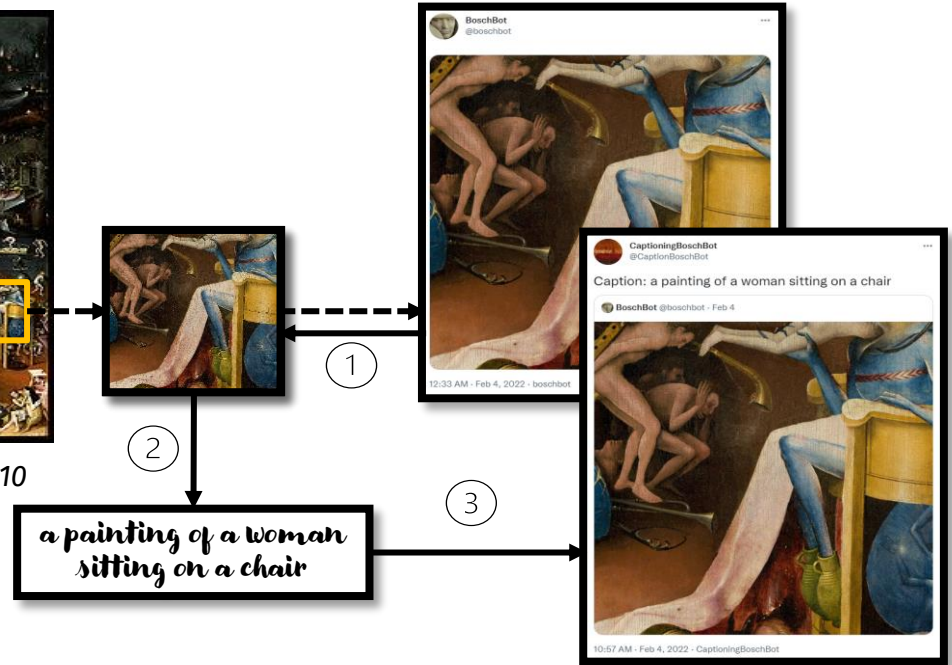 BoschBot
@boschbot
12:33 AM · Feb 4, 2022 · boschbot
CaptioningBoschBot
@CaptionBoschBot
Caption: a painting of a woman sitting on a chair
BoschBot @boschbot · Feb 4
10:57 AM · Feb 4, 2022 · CaptioningBoschBot
1
2
10
3
a painting of a woman
sitting on a chair